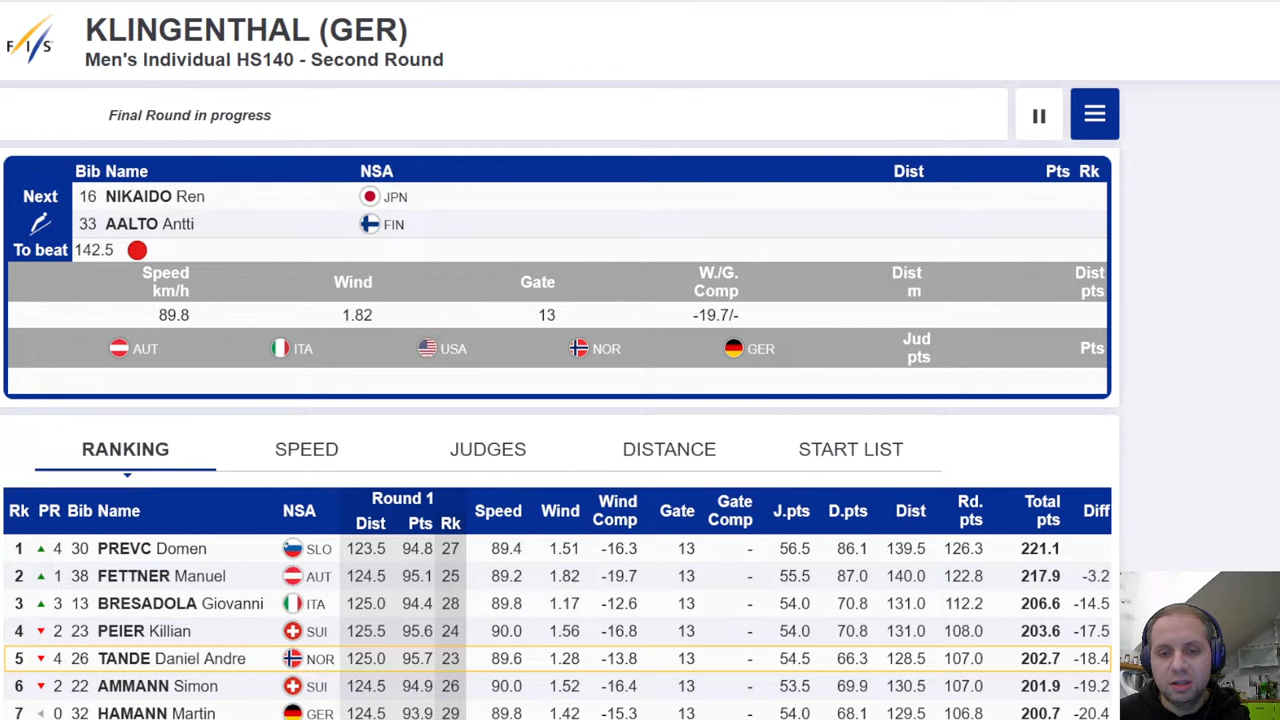 FIS
KLINGENTHAL (GER)
Men's Individual HS140 - Second Round
Final Round in progress
Bib Name NSA Dist Pts Rk
Next 16 NIKAIDO Ren JPN
33 AALTO Antti FIN
To beat 142.5
Speed km/h Wind Gate W./G. Comp Dist m Dist pts
89.8 1.82 13 -19.7/-
AUT ITA USA NOR GER Jud pts Pts
RANKING SPEED JUDGES DISTANCE START LIST
Rk PR Bib Name NSA Round 1 Dist Pts Rk Speed Wind Wind Comp Gate Gate Comp J.pts D.pts Dist Rd. pts Total pts Diff
1 4 30 PREVC Domen SLO 123.5 94.8 27 89.4 1.51 -16.3 13 - 56.5 86.1 139.5 126.3 221.1
2 1 38 FETTNER Manuel AUT 124.5 95.1 25 89.2 1.82 -19.7 13 - 55.5 87.0 140.0 122.8 217.9 -3.2
3 3 13 BRESADOLA Giovanni ITA 125.0 94.4 28 89.8 1.17 -12.6 13 - 54.0 70.8 131.0 112.2 206.6 -14.5
4 2 23 PEIER Killian SUI 125.5 95.6 24 90.0 1.56 -16.8 13 - 54.0 70.8 131.0 108.0 203.6 -17.5
5 4 26 TANDE Daniel Andre NOR 125.0 95.7 23 89.6 1.28 -13.8 13 - 54.5 66.3 128.5 107.0 202.7 -18.4
6 2 22 AMMANN Simon SUI 124.5 94.9 26 90.0 1.52 -16.4 13 - 53.5 69.9 130.5 107.0 201.9 -19.2
7 0 32 HAMANN Martin GER 124.5 93.9 29 89.8 1.42 -15.3 13 - 54.0 68.1 129.5 106.8 200.7 -20.4